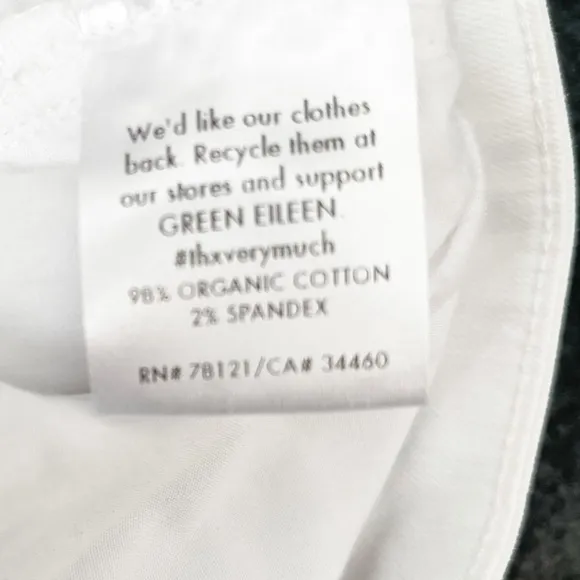 We'd like our clothes
back. Recycle them at
our stores and support
GREEN EILEEN.
#thxverymuch
98% ORGANIC COTTON
2% SPANDEX
RN# 78121/CA# 34460